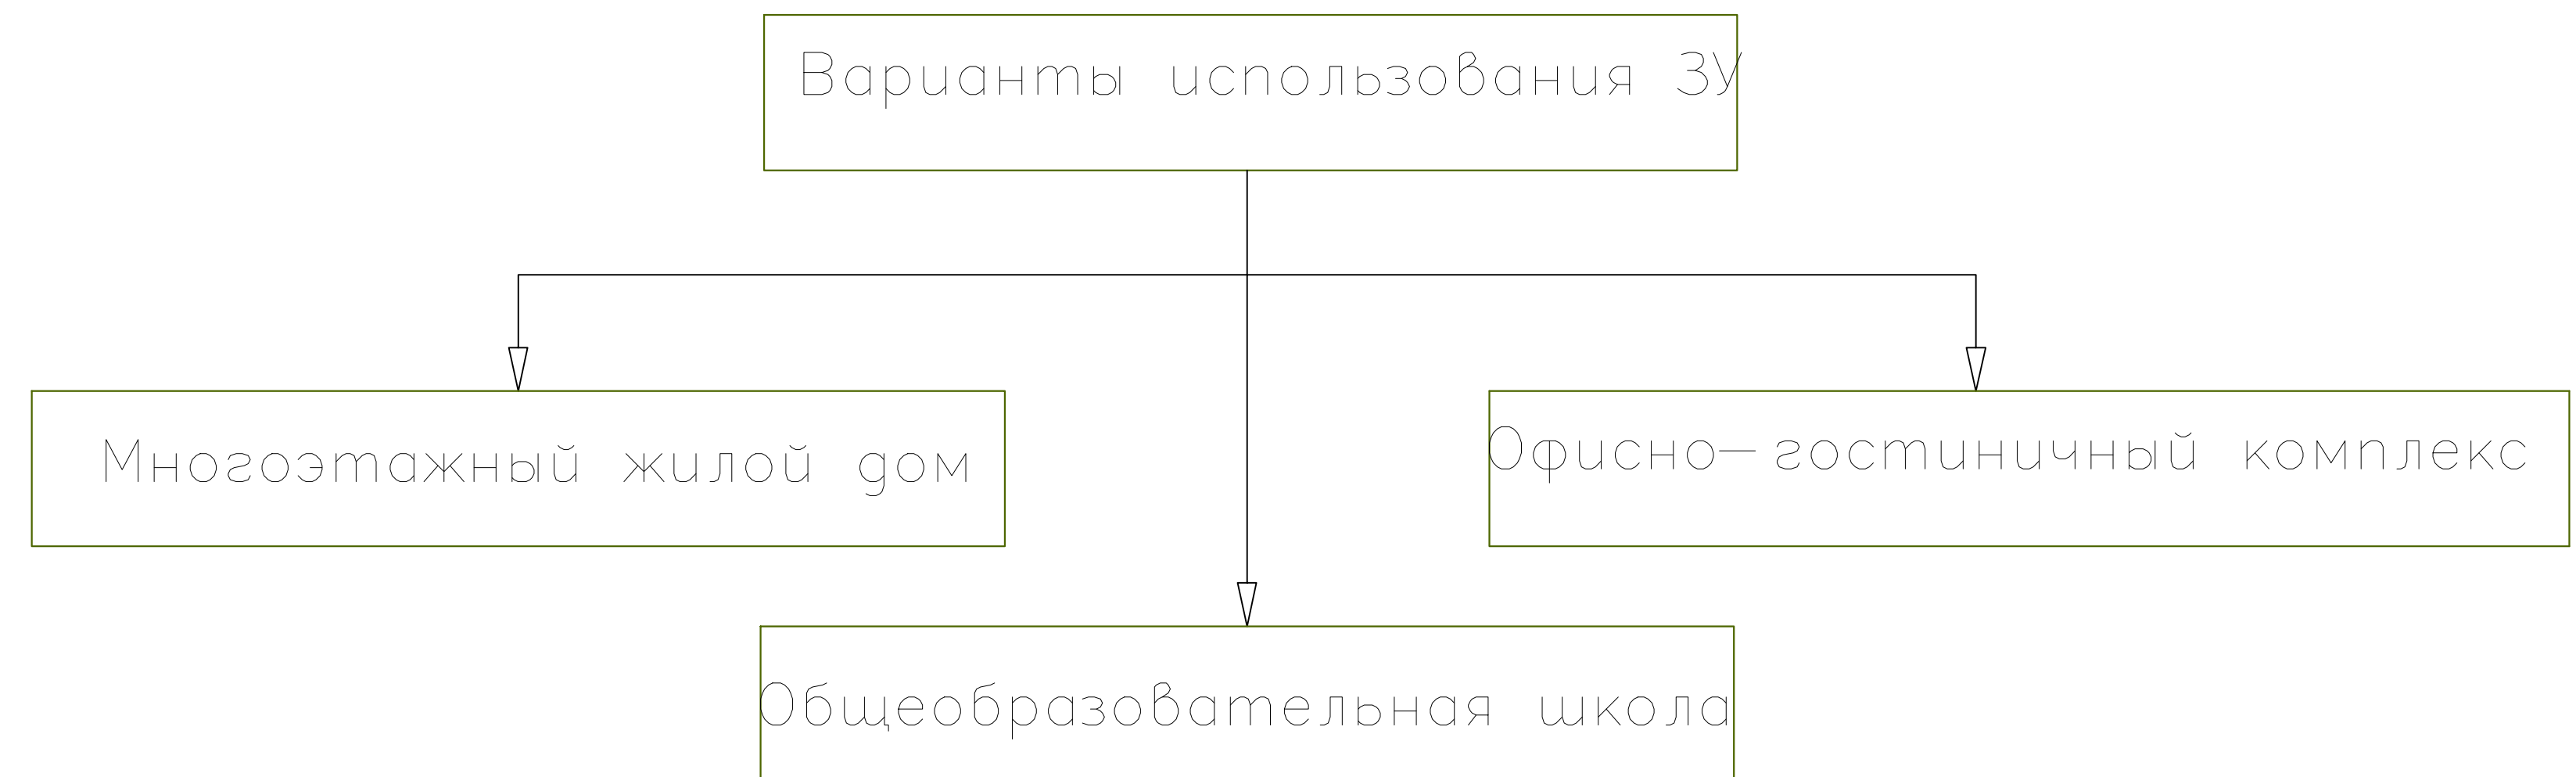 Варианты использования ЗУ
Многоэтажный жилой дом
Офисно-гостиничный комплекс
Общеобразовательная школа